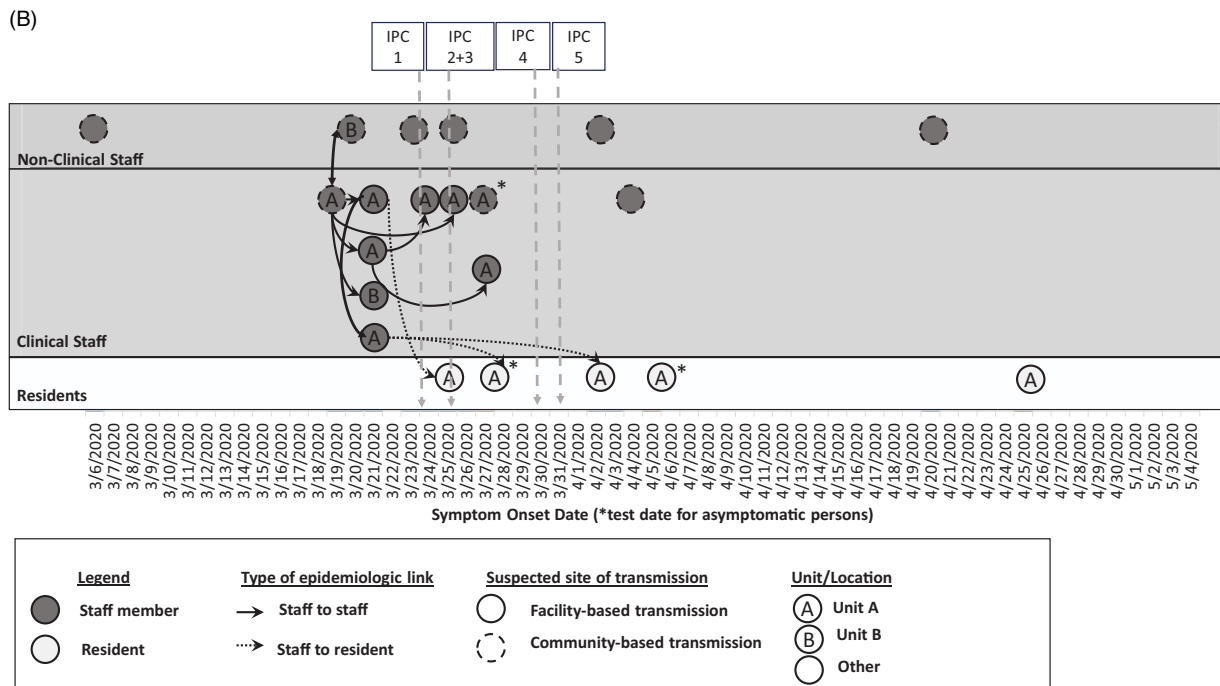 (B)
IPC
1
IPC
2+3
IPC
4
IPC
5
B
Non-Clinical Staff
A
A
A
A
A
*
A
A
B
A
Clinical Staff
A
A
*
A
A
*
A
Residents
3/6/2020
3/7/2020
3/8/2020
3/9/2020
3/10/2020
3/11/2020
3/12/2020
3/13/2020
3/14/2020
3/15/2020
3/16/2020
3/17/2020
3/18/2020
3/19/2020
3/20/2020
3/21/2020
3/22/2020
3/23/2020
3/24/2020
3/25/2020
3/26/2020
3/27/2020
3/28/2020
3/29/2020
3/30/2020
3/31/2020
4/1/2020
4/2/2020
4/3/2020
4/4/2020
4/5/2020
4/6/2020
4/7/2020
4/8/2020
4/9/2020
4/10/2020
4/11/2020
4/12/2020
4/13/2020
4/14/2020
4/15/2020
4/16/2020
4/17/2020
4/18/2020
4/19/2020
4/20/2020
4/21/2020
4/22/2020
4/23/2020
4/24/2020
4/25/2020
4/26/2020
4/27/2020
4/28/2020
4/29/2020
4/30/2020
5/1/2020
5/2/2020
5/3/2020
5/4/2020
Symptom Onset Date (*test date for asymptomatic persons)
Legend
Staff member
Resident
Type of epidemiologic link
Staff to staff
Staff to resident
Suspected site of transmission
Facility-based transmission
Community-based transmission
Unit/Location
A Unit A
B Unit B
Other